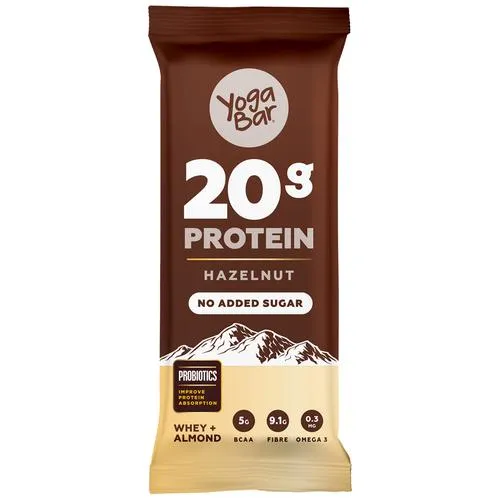 Yoga
Bar
20g
PROTEIN
HAZELNUT
NO ADDED SUGAR
PROBIOTICS
IMPROVE
PROTEIN
ABSORPTION
WHEY +
ALMOND
5G
BCAA
9.1G
FIBRE
0.3
MG
OMEGA 3